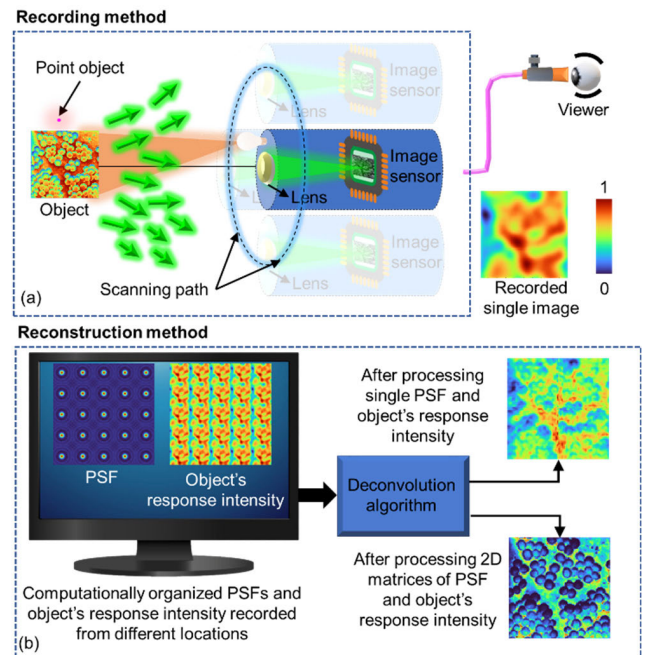 Recording method
Point object
Object
Lens
Image
sensor
Lens
Image
sensor
Lens
Image
sensor
Scanning path
(a)
Viewer
1
0
Recorded
single image
Reconstruction method
PSF
Object's
response intensity
Computationally organized PSFs and
object's response intensity recorded
from different locations
(b)
Deconvolution
algorithm
After processing
single PSF and
object's response
intensity
After processing 2D
matrices of PSF
and object's
response intensity